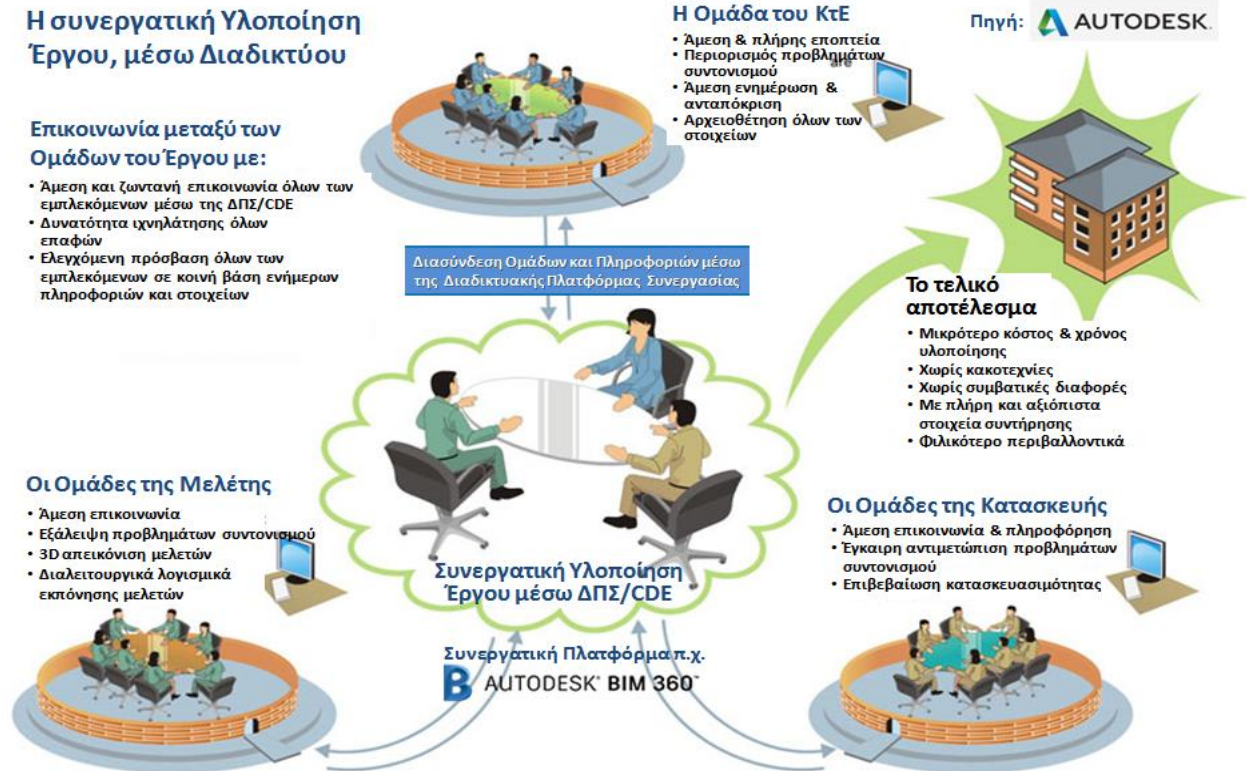 Η συνεργατική Υλοποίηση
Έργου, μέσω Διαδικτύου
Επικοινωνία μεταξύ των
Ομάδων του Έργου με:
• Άμεση και ζωντανή επικοινωνία όλων των
εμπλεκόμενων μέσω της ΔΠΣ/CDE
• Δυνατότητα ιχνηλάτησης όλων
επαφών
• Ελεγχόμενη πρόσβαση όλων των
εμπλεκόμενων σε κοινή βάση ενήμερων
πληροφοριών και στοιχείων
Η Ομάδα του ΚτΕ
• Άμεση & πλήρης εποπτεία
• Περιορισμός προβλημάτων
συντονισμού
are
• Άμεση ενημέρωση &
ανταπόκριση
• Αρχειοθέτηση όλων των
στοιχείων
Πηγή: AUTODESK.
Διασύνδεση Ομάδων και Πληροφοριών μέσω
της Διαδικτυακής Πλατφόρμας Συνεργασίας
Το τελικό
αποτέλεσμα
• Μικρότερο κόστος & χρόνος
υλοποίησης
• Χωρίς κακοτεχνίες
• Χωρίς συμβατικές διαφορές
• Με πλήρη και αξιόπιστα
στοιχεία συντήρησης
• Φιλικότερο περιβαλλοντικά
Οι Ομάδες της Μελέτης
• Άμεση επικοινωνία
• Εξάλειψη προβλημάτων συντονισμού
• 3D απεικόνιση μελετών
• Διαλειτουργικά λογισμικά
εκπόνησης μελετών
Συνεργατική Υλοποίηση
Έργου μέσω ΔΠΣ/CDE
Συνεργατική Πλατφόρμα π.χ.
B AUTODESK® BIM 360™
Οι Ομάδες της Κατασκευής
• Άμεση επικοινωνία & πληροφόρηση
• Έγκαιρη αντιμετώπιση προβλημάτων
συντονισμού
• Επιβεβαίωση κατασκευασιμότητας